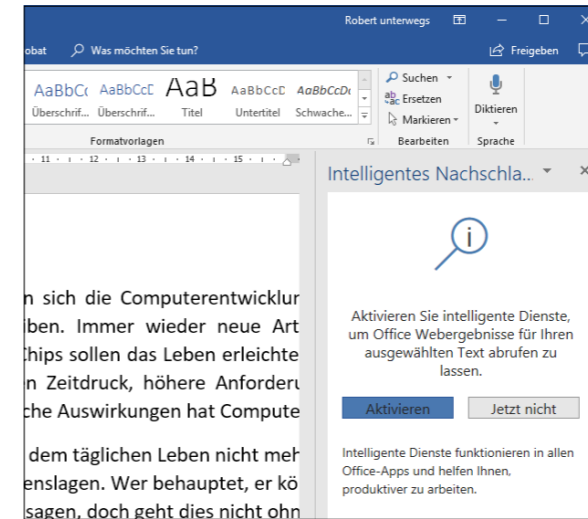 Robert unterwegs
obat Was möchten Sie tun? Freigeben
AaBbCc AaBbCcD AaB AaBbCcD AaBbCcDc
Überschrif... Überschrif... Titel Untertitel Schwache...
Formatvorlagen
Suchen
Ersetzen
Markieren
Bearbeiten
Diktieren
Sprache
11 12 13 14 15
Intelligentes Nachschla...
n sich die Computerentwicklur
iben. Immer wieder neue Art
Chips sollen das Leben erleichte
n Zeitdruck, höhere Anforderu
che Auswirkungen hat Compute
dem täglichen Leben nicht meh
enslagen. Wer behauptet, er kö
sagen, doch geht dies nicht ohn
Aktivieren Sie intelligente Dienste,
um Office Webergebnisse für Ihren
ausgewählten Text abrufen zu
lassen.
Aktivieren Jetzt nicht
Intelligente Dienste funktionieren in allen
Office-Apps und helfen Ihnen,
produktiver zu arbeiten.